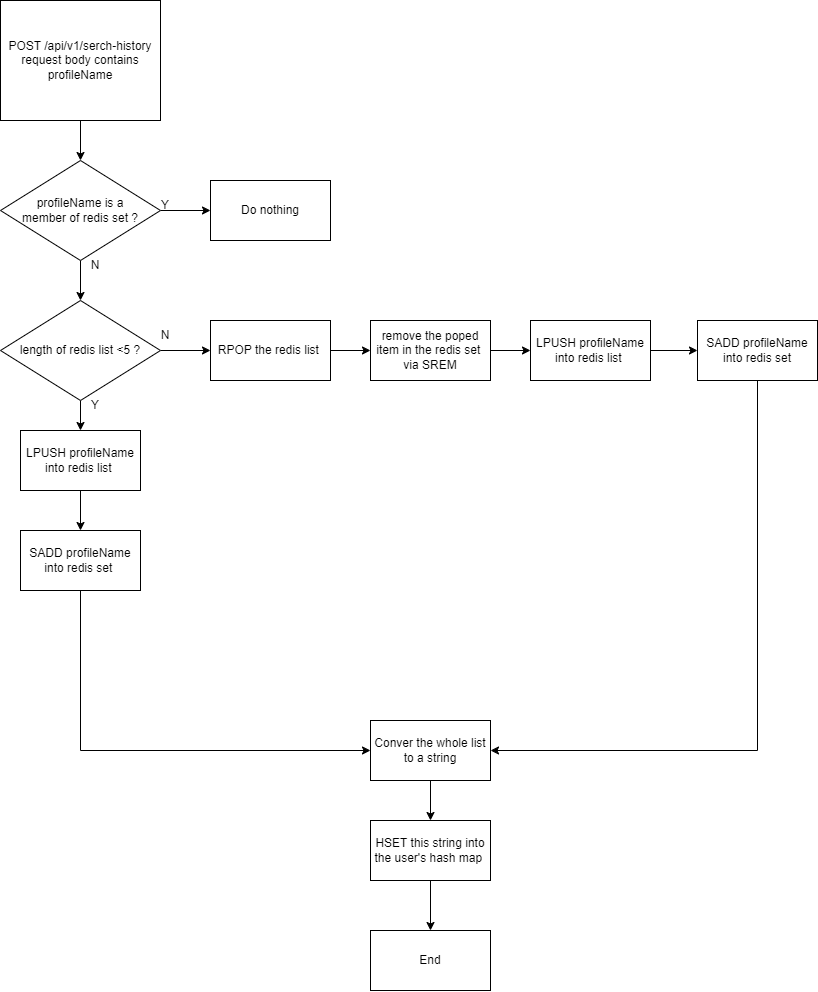 POST /api/v1/serch-history
request body contains
profileName
profileName is a
member of redis set ?
Y
Do nothing
N
length of redis list <5 ?
N
RPOP the redis list
remove the poped
item in the redis set
via SREM
LPUSH profileName
into redis list
SADD profileName
into redis set
Y
LPUSH profileName
into redis list
SADD profileName
into redis set
Conver the whole list
to a string
HSET this string into
the user's hash map
End